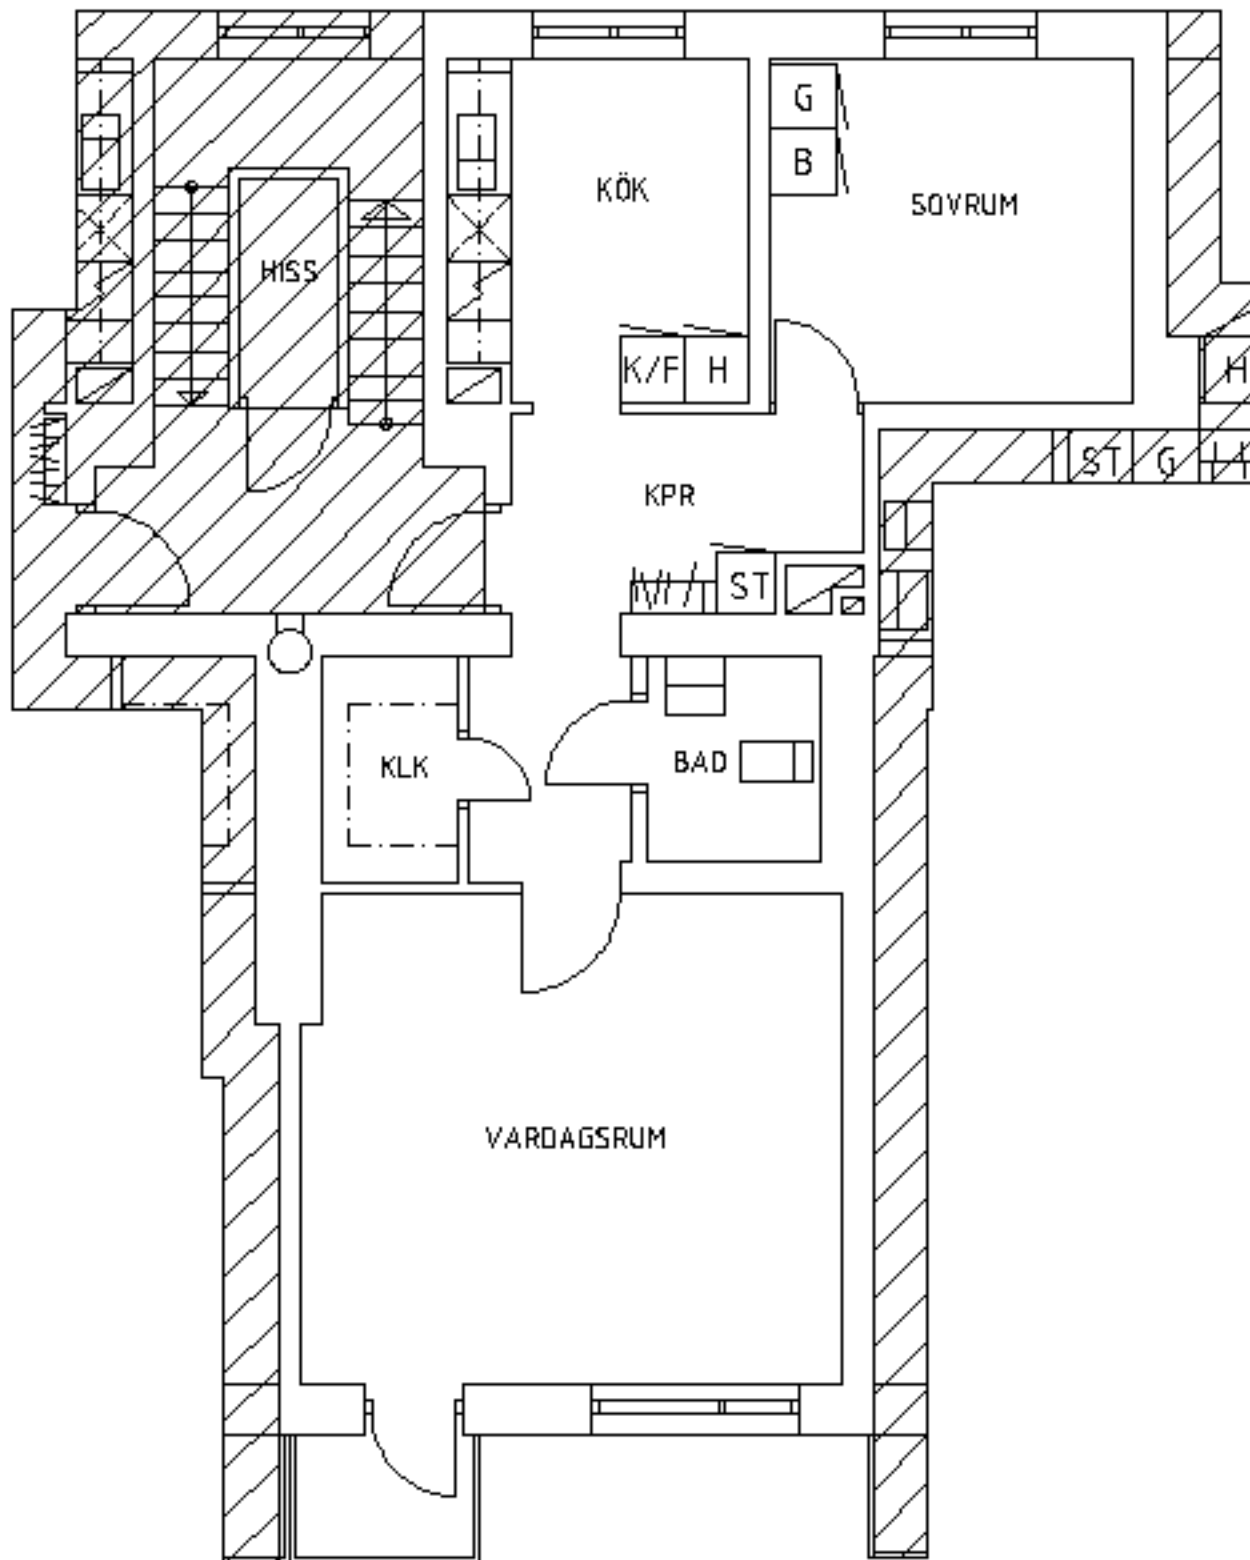 G
B
KÖK
SOVRUM
HISS
K/F H
H
ST G
KPR
ST
KLK
BAD
VARDAGSRUM